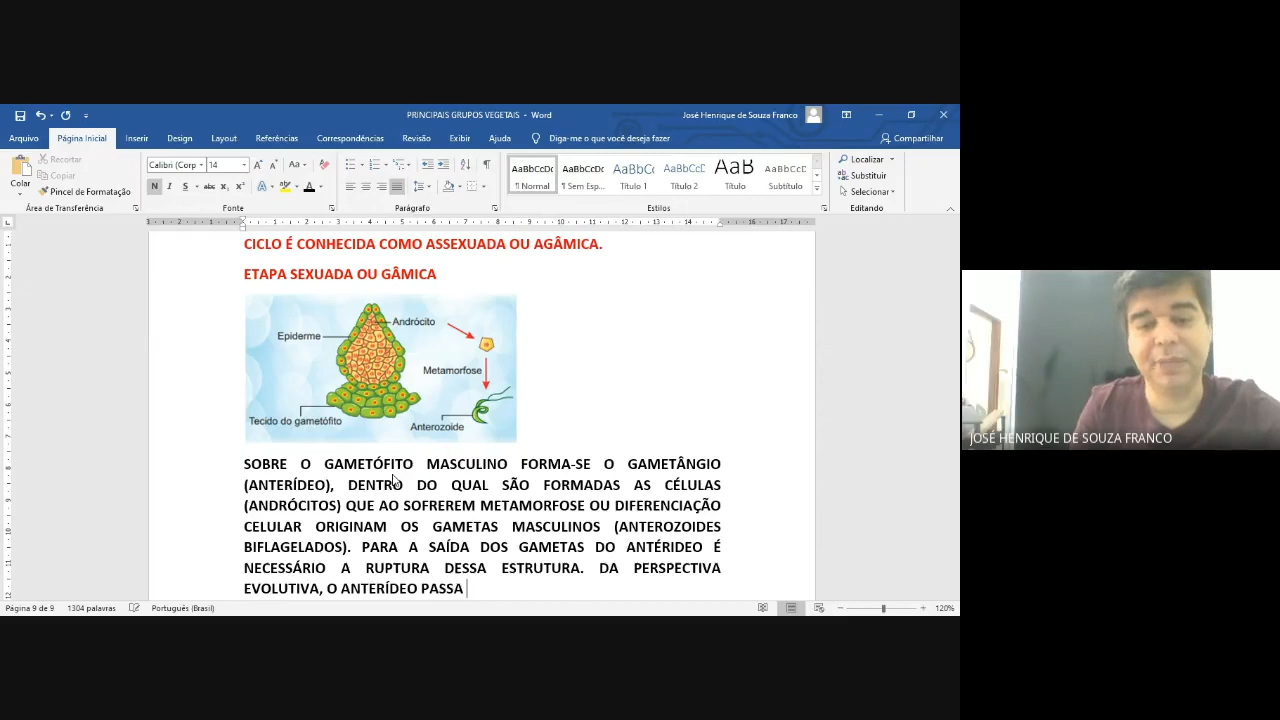 PRINCIPAIS GRUPOS VEGETAIS - Word
José Henrique de Souza Franco
Arquivo Página Inicial Inserir Design Layout Referências Correspondências Revisão Exibir Ajuda Diga-me o que você deseja fazer Compartilhar
Colar
Recortar
Copiar
Pincel de Formatação
Área de Transferência
Calibri (Corp 14
Fonte
Parágrafo
AaBbCcDc AaBbCcDc AaBbCc AaBbCcD AaB AaBbCcD
¶ Normal ¶ Sem Esp... Título 1 Título 2 Título Subtítulo
Estilos
Localizar
Substituir
Selecionar
Editando
CICLO É CONHECIDA COMO ASSEXUADA OU AGÂMICA.
ETAPA SEXUADA OU GÂMICA
Andrócito
Epiderme
Metamorfose
Tecido do gametófito
Anterozoide
SOBRE O GAMETÓFITO MASCULINO FORMA-SE O GAMETÂNGIO
(ANTERÍDEO), DENTRO DO QUAL SÃO FORMADAS AS CÉLULAS
(ANDRÓCITOS) QUE AO SOFREREM METAMORFOSE OU DIFERENCIAÇÃO
CELULAR ORIGINAM OS GAMETAS MASCULINOS (ANTEROZOIDES
BIFLAGELADOS). PARA A SAÍDA DOS GAMETAS DO ANTÉRIDEO É
NECESSÁRIO A RUPTURA DESSA ESTRUTURA. DA PERSPECTIVA
EVOLUTIVA, O ANTERÍDEO PASSA
Página 9 de 9 1304 palavras Português (Brasil) 120%
JOSÉ HENRIQUE DE SOUZA FRANCO